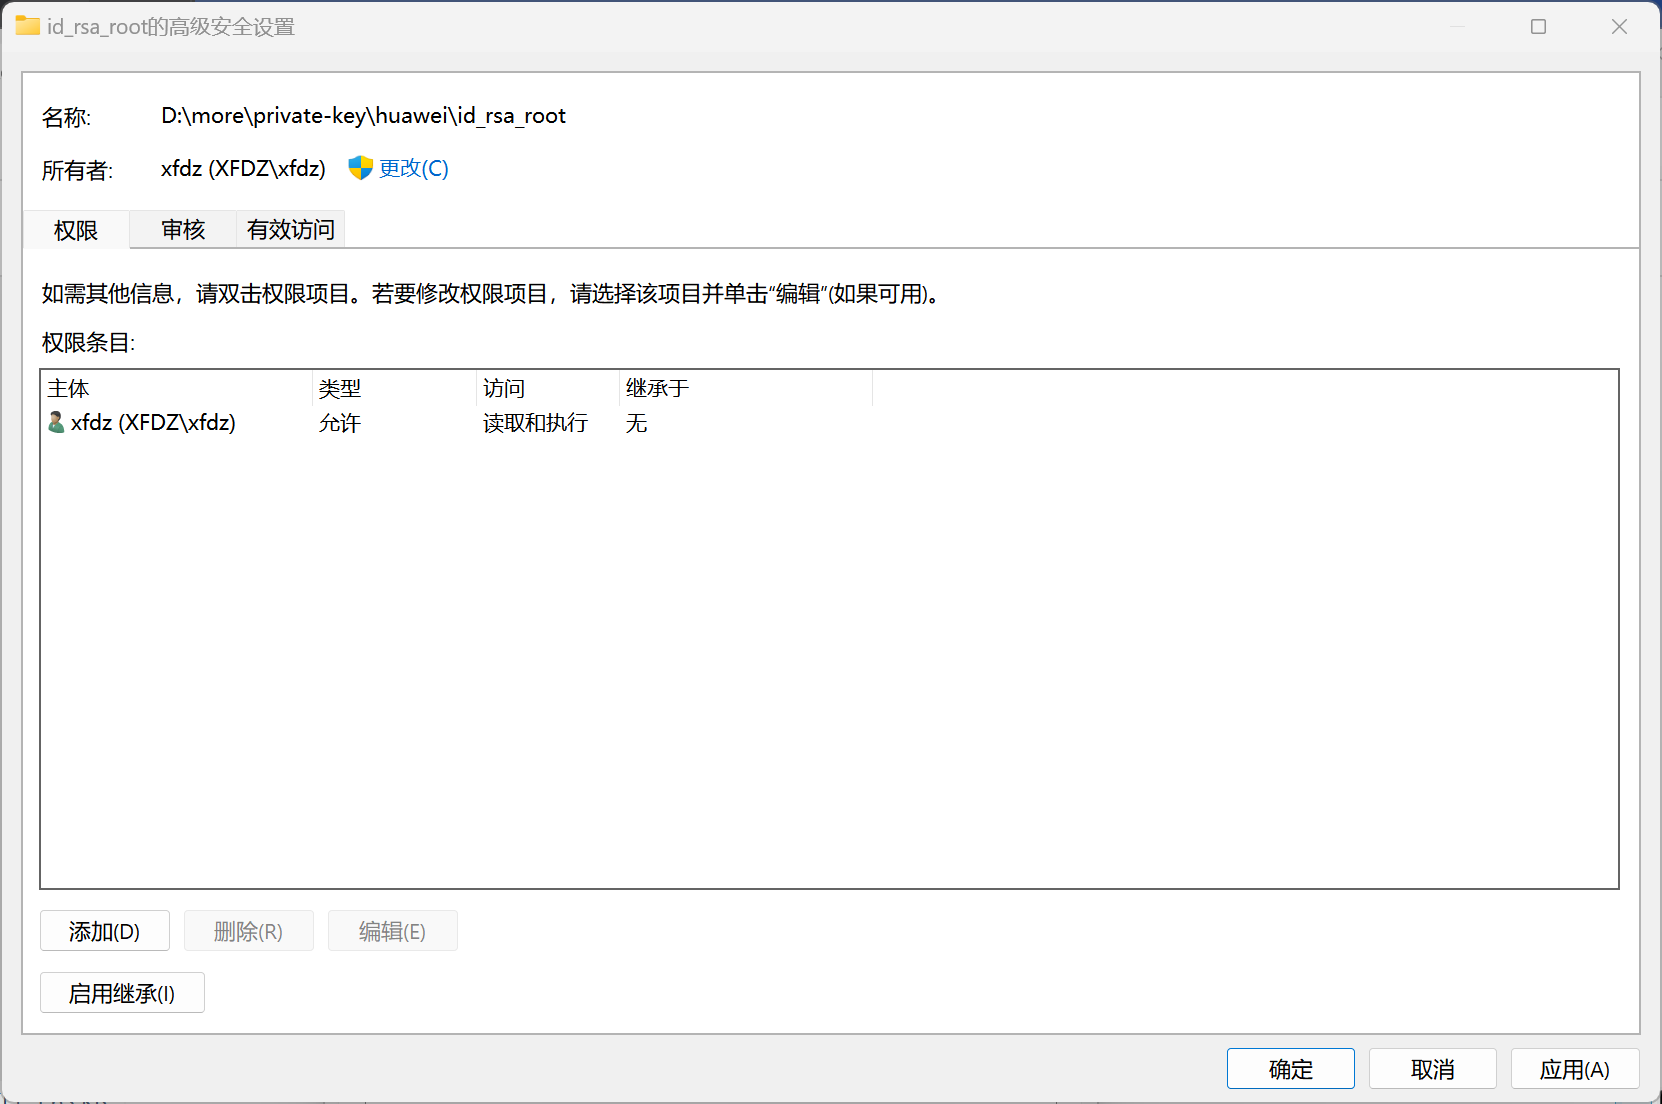 id_rsa_root的高级安全设置
名称: D:\more\private-key\huawei\id_rsa_root
所有者: xfdz (XFDZ\xfdz) 更改(C)
权限 审核 有效访问
如需其他信息，请双击权限项目。若要修改权限项目，请选择该项目并单击“编辑”(如果可用)。
权限条目:
主体 类型 访问 继承于
xfdz (XFDZ\xfdz) 允许 读取和执行 无
添加(D) 删除(R) 编辑(E)
启用继承(I)
确定 取消 应用(A)